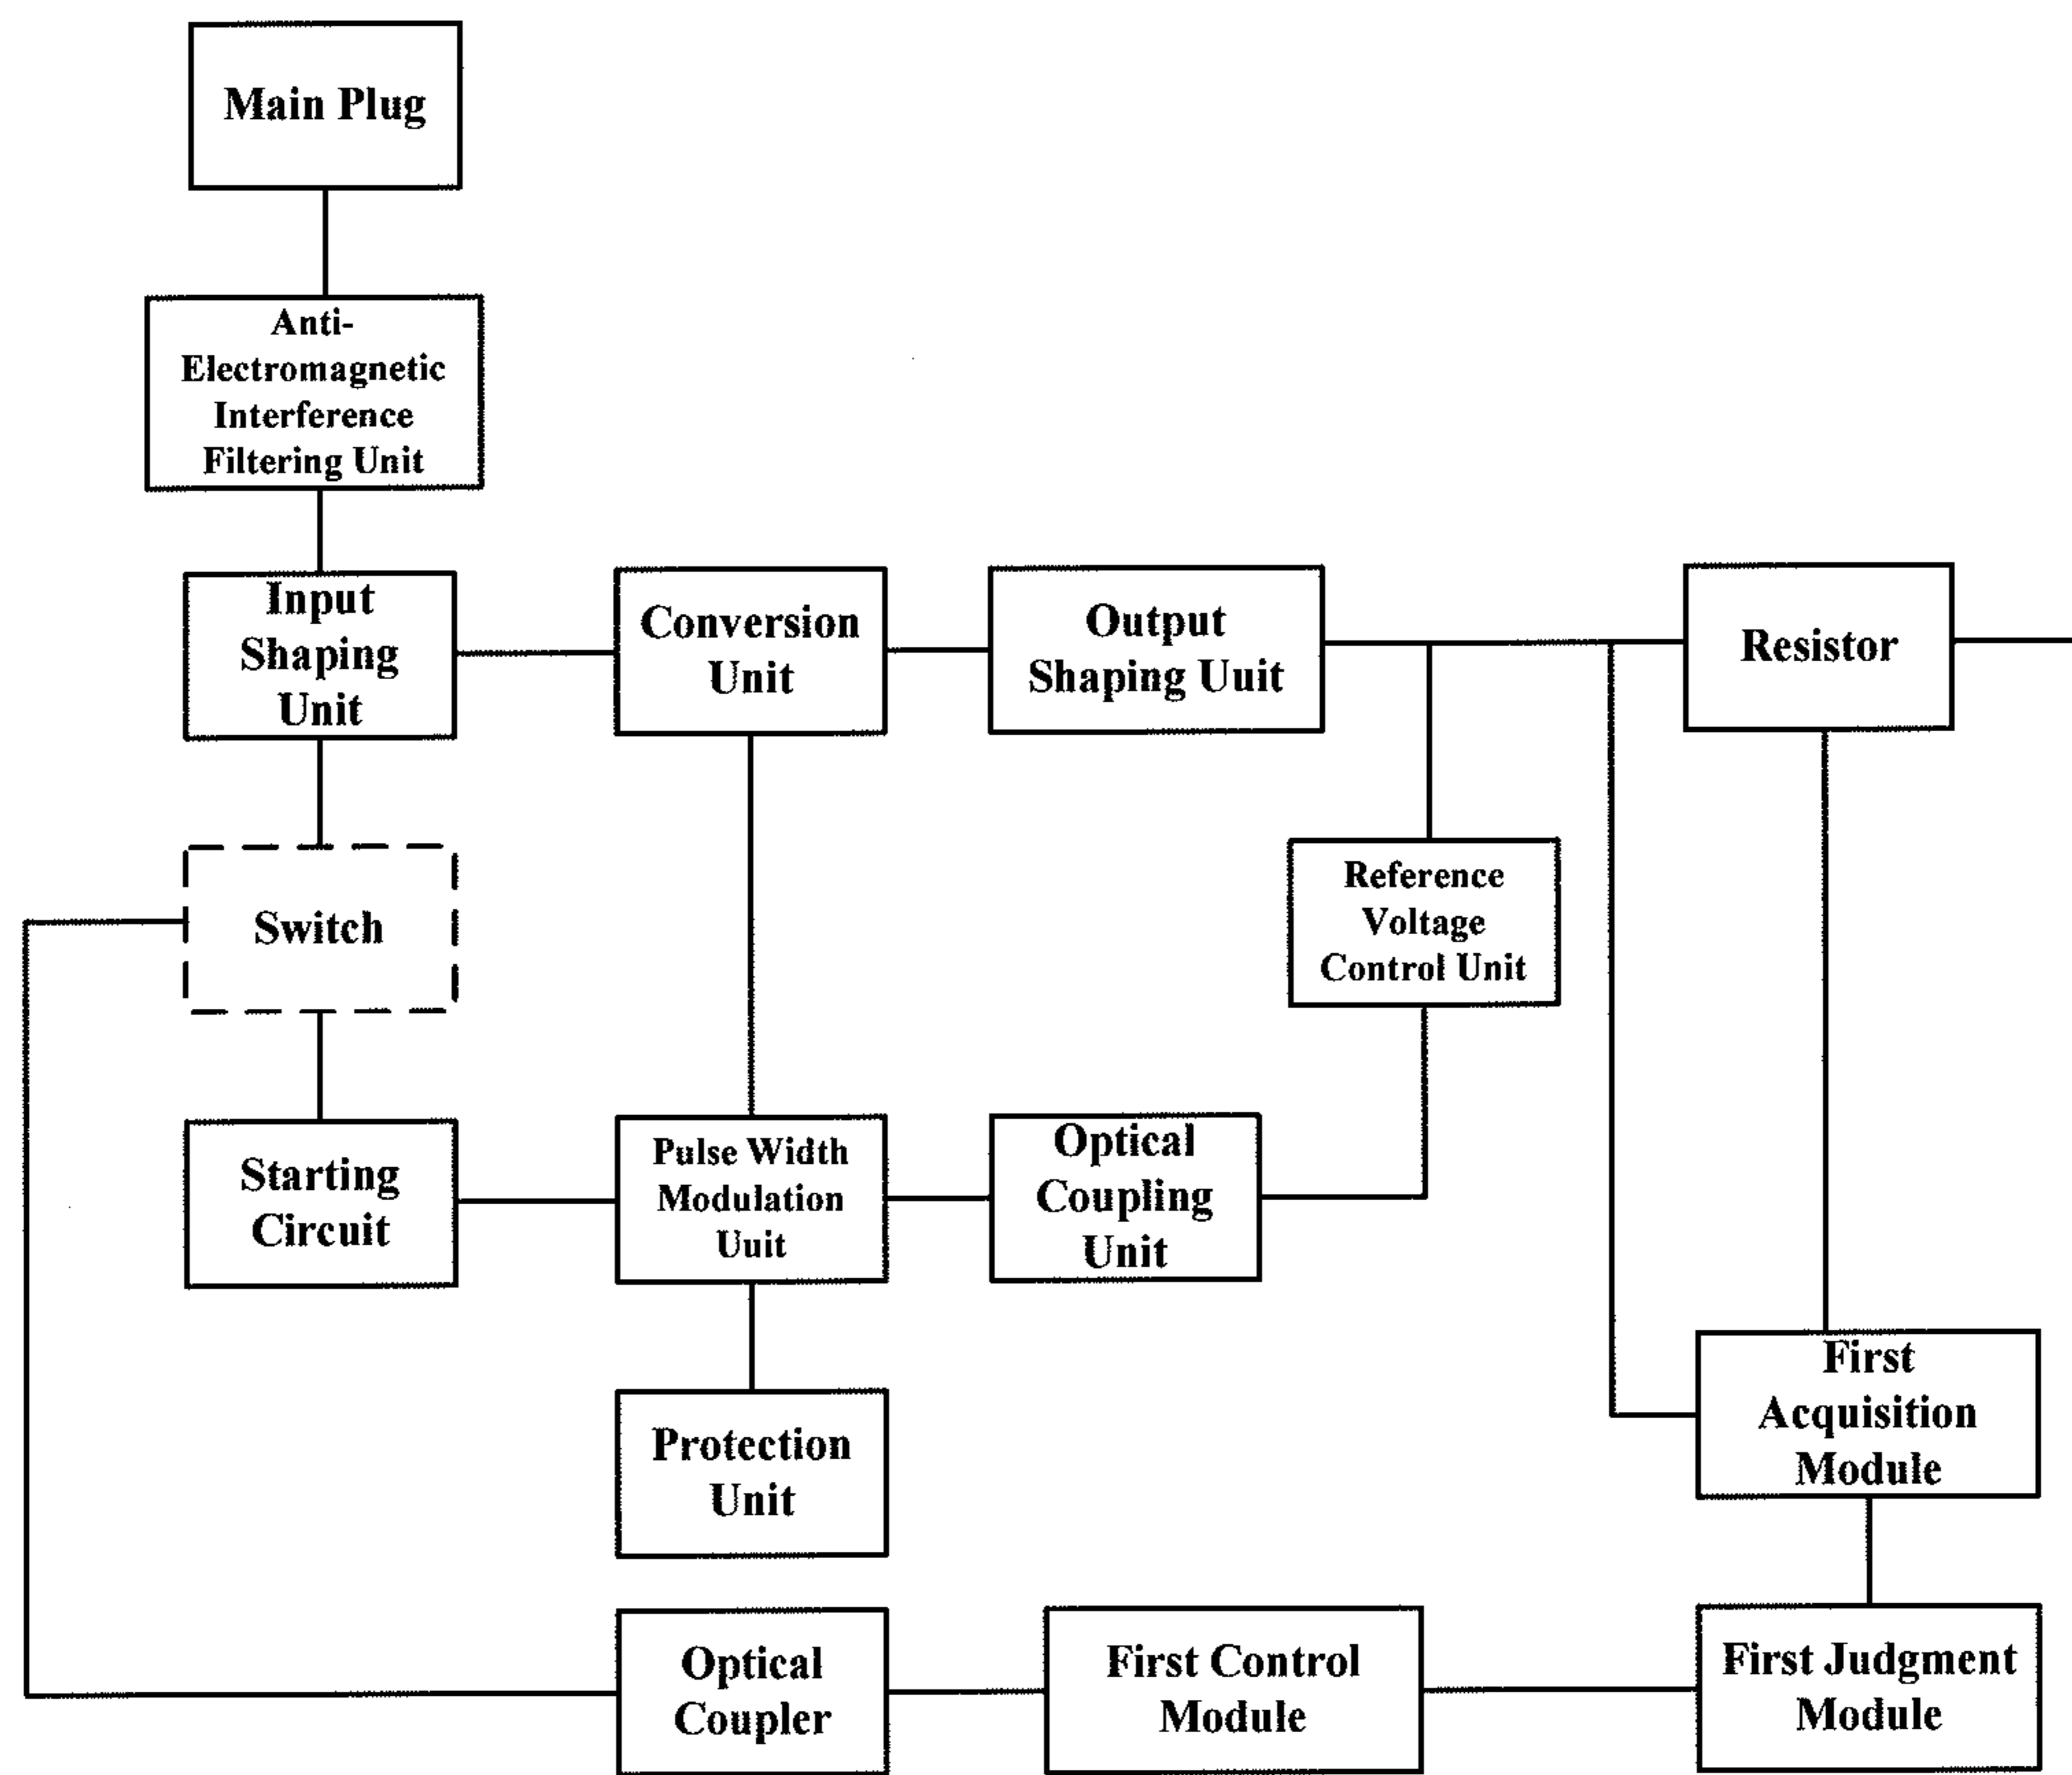 Main Plug
Anti-
Electromagnetic
Interference
Filtering Unit
Input
Shaping
Unit
Conversion
Unit
Output
Shaping Uuit
Resistor
Switch
Reference
Voltage
Control Unit
Starting
Circuit
Pulse Width
Modulation
Uuit
Optical
Coupling
Unit
Protection
Unit
First
Acquisition
Module
Optical
Coupler
First Control
Module
First Judgment
Module